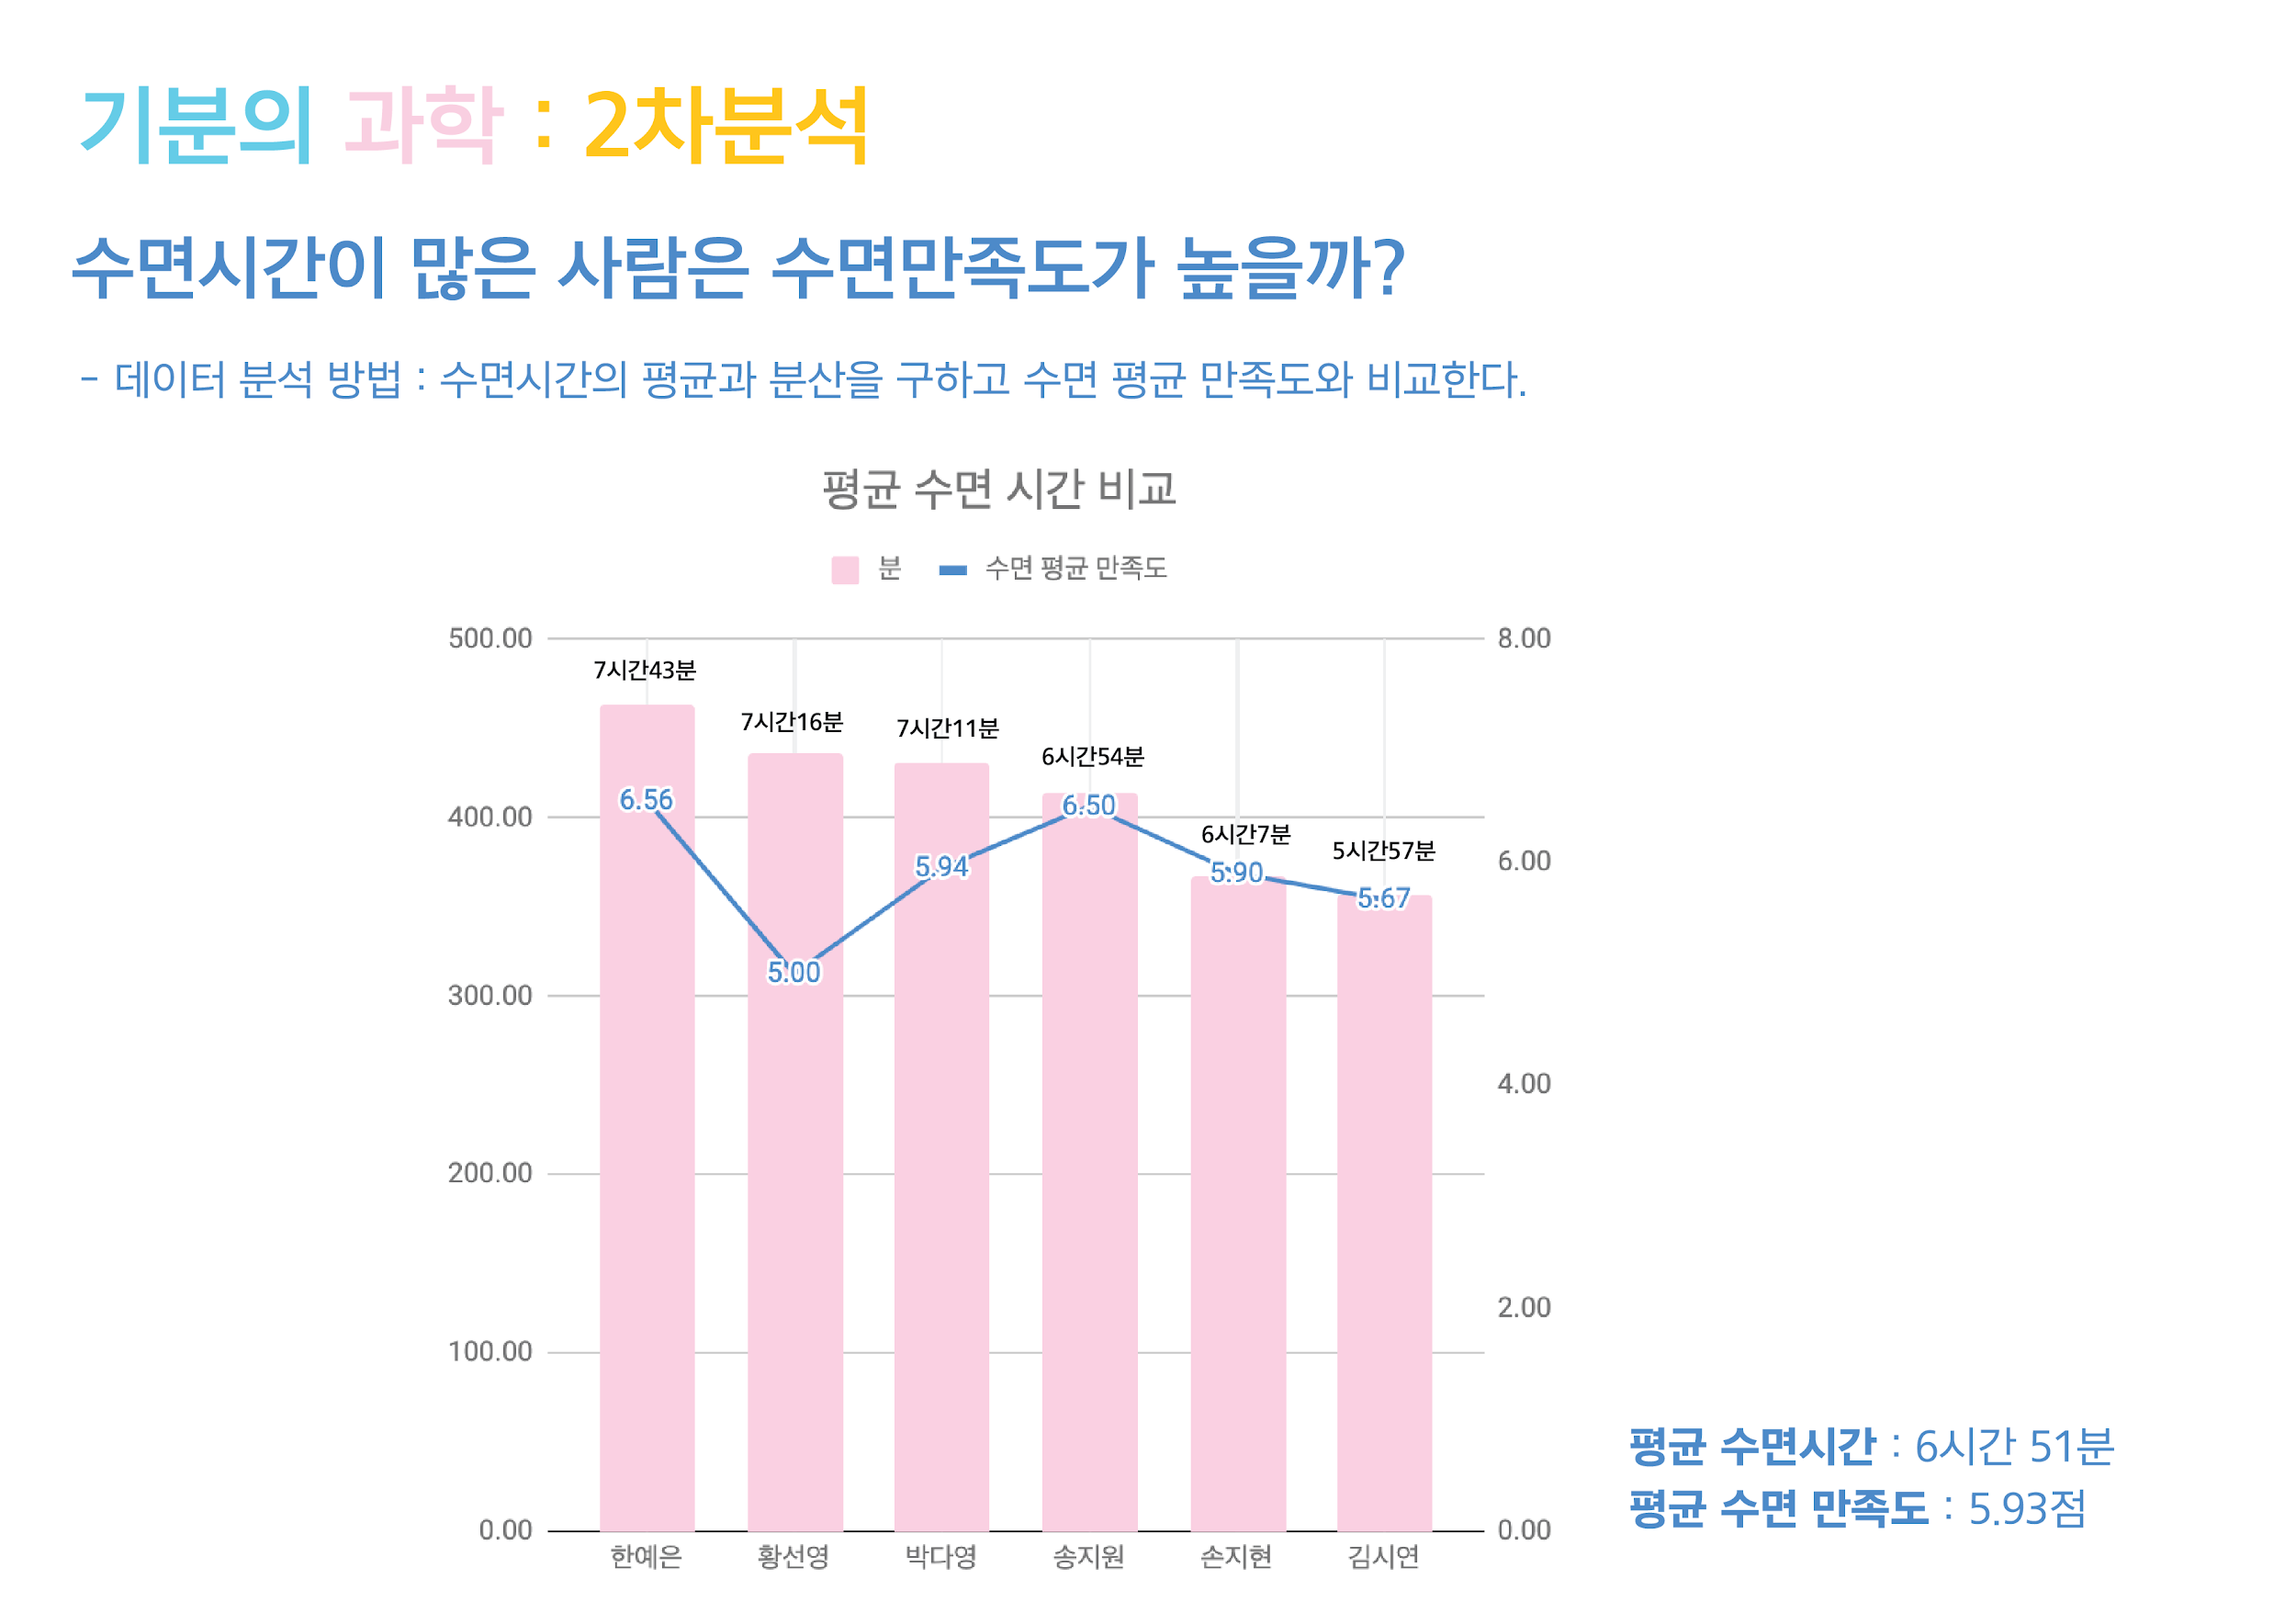 기분의 과학 : 2차분석
수면시간이 많은 사람은 수면만족도가 높을까?
- 데이터 분석 방법 : 수면시간의 평균과 분산을 구하고 수면 평균 만족도와 비교한다.
평균 수면 시간 비교
분 수면 평균 만족도
500.00 8.00
7시간43분
7시간16분
7시간11분
6시간54분
6.56
6.50
400.00
6시간7분
5시간57분
6.00
5.94
5.90
5.67
5.00
300.00
4.00
200.00
2.00
100.00
평균 수면시간 : 6시간 51분
평균 수면 만족도 : 5.93점
0.00 0.00
한예은 황선영 박다영 송지원 손지현 김시연